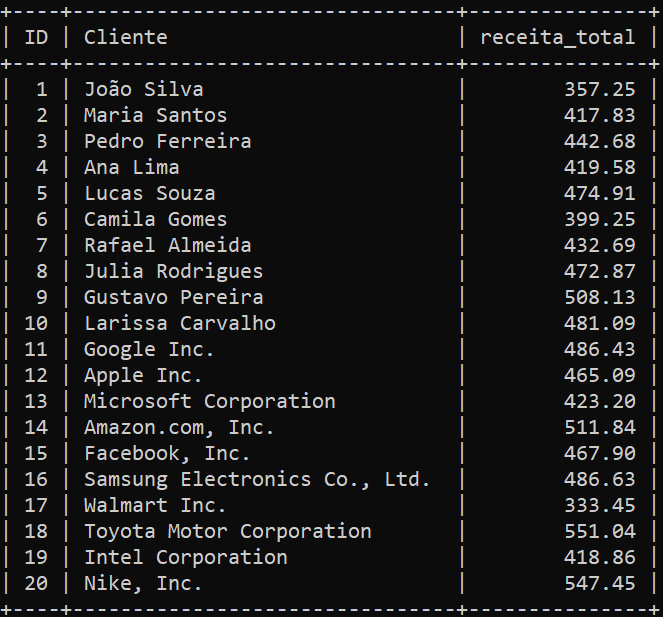 +----+--------------------------------+---------------+
| ID | Cliente                        | receita_total |
+----+--------------------------------+---------------+
|  1 | João Silva                     |        357.25 |
|  2 | Maria Santos                   |        417.83 |
|  3 | Pedro Ferreira                 |        442.68 |
|  4 | Ana Lima                       |        419.58 |
|  5 | Lucas Souza                    |        474.91 |
|  6 | Camila Gomes                   |        399.25 |
|  7 | Rafael Almeida                 |        432.69 |
|  8 | Julia Rodrigues                |        472.87 |
|  9 | Gustavo Pereira                |        508.13 |
| 10 | Larissa Carvalho               |        481.09 |
| 11 | Google Inc.                    |        486.43 |
| 12 | Apple Inc.                     |        465.09 |
| 13 | Microsoft Corporation          |        423.20 |
| 14 | Amazon.com, Inc.               |        511.84 |
| 15 | Facebook, Inc.                 |        467.90 |
| 16 | Samsung Electronics Co., Ltd.  |        486.63 |
| 17 | Walmart Inc.                   |        333.45 |
| 18 | Toyota Motor Corporation       |        551.04 |
| 19 | Intel Corporation              |        418.86 |
| 20 | Nike, Inc.                     |        547.45 |
+----+--------------------------------+---------------+